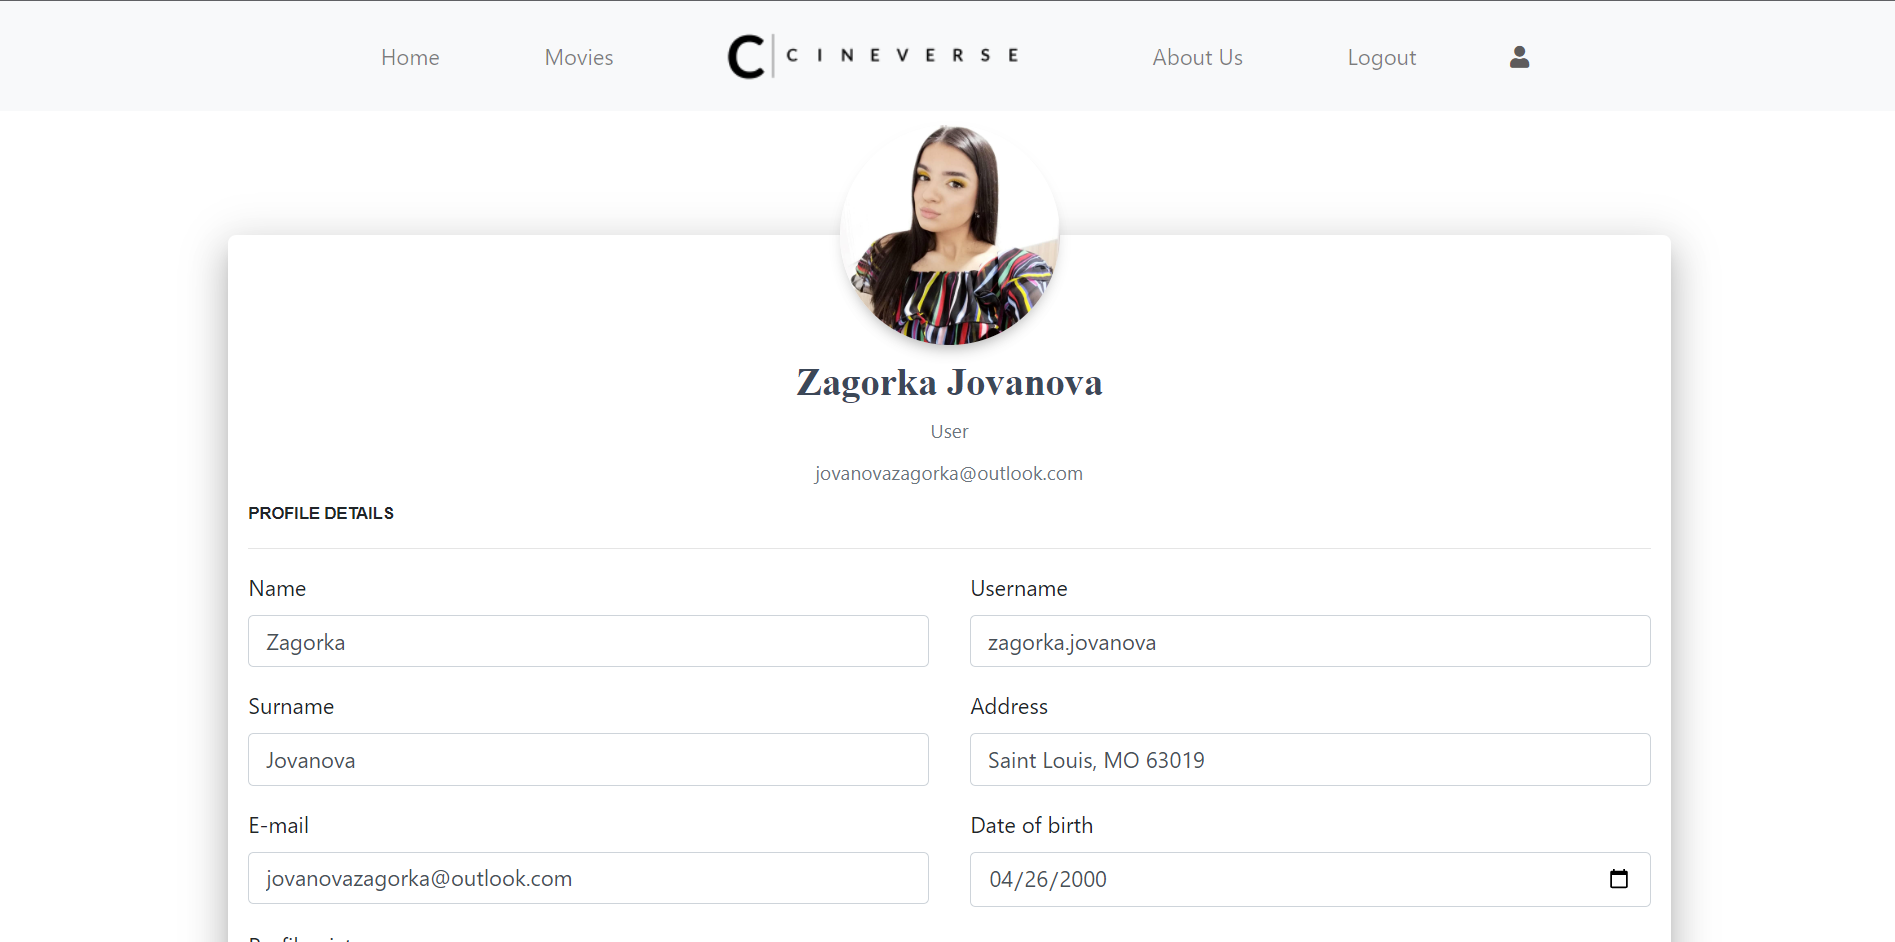 Home Movies C CINEVERSE About Us Logout
Zagorka Jovanova
User
jovanovazagorka@outlook.com
PROFILE DETAILS
Name Username
Zagorka zagorka.jovanova
Surname Address
Jovanova Saint Louis, MO 63019
E-mail Date of birth
jovanovazagorka@outlook.com 04/26/2000